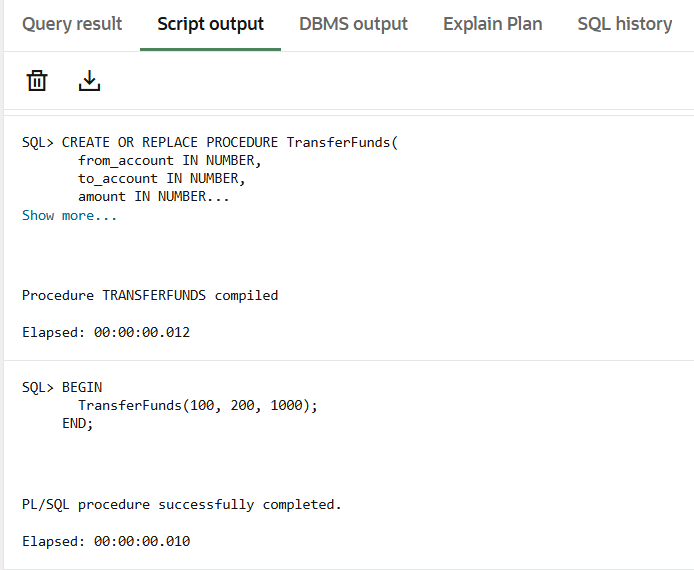 Query result Script output DBMS output Explain Plan SQL history
SQL> CREATE OR REPLACE PROCEDURE TransferFunds(
from_account IN NUMBER,
to_account IN NUMBER,
amount IN NUMBER...
Show more...
Procedure TRANSFERFUNDS compiled
Elapsed: 00:00:00.012
SQL> BEGIN
TransferFunds(100, 200, 1000);
END;
PL/SQL procedure successfully completed.
Elapsed: 00:00:00.010